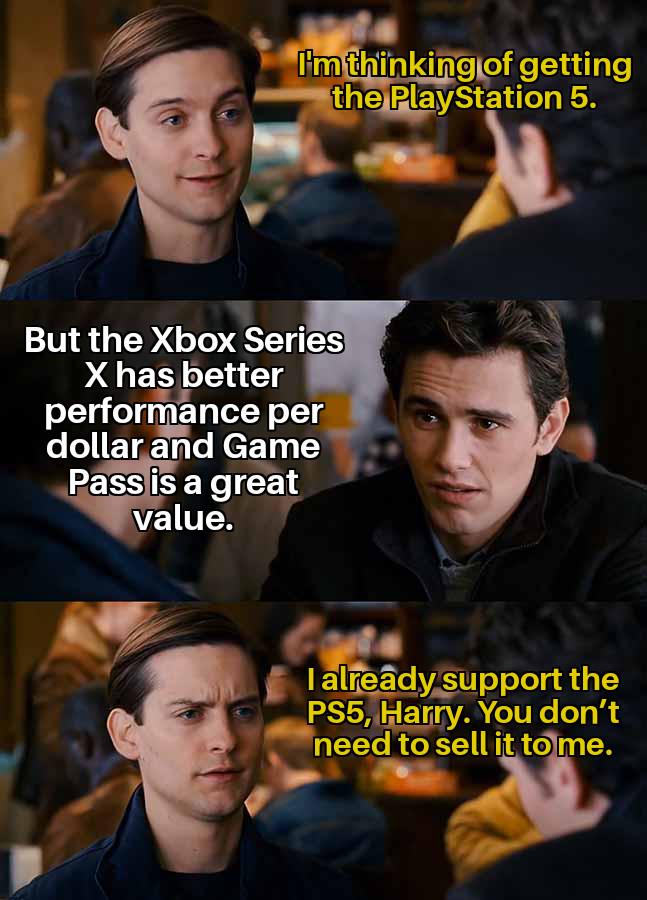 I'm thinking of getting
the PlayStation 5.
But the Xbox Series
X has better
performance per
dollar and Game
Pass is a great
value.
I already support the
PS5, Harry. You don’t
need to sell it to me.